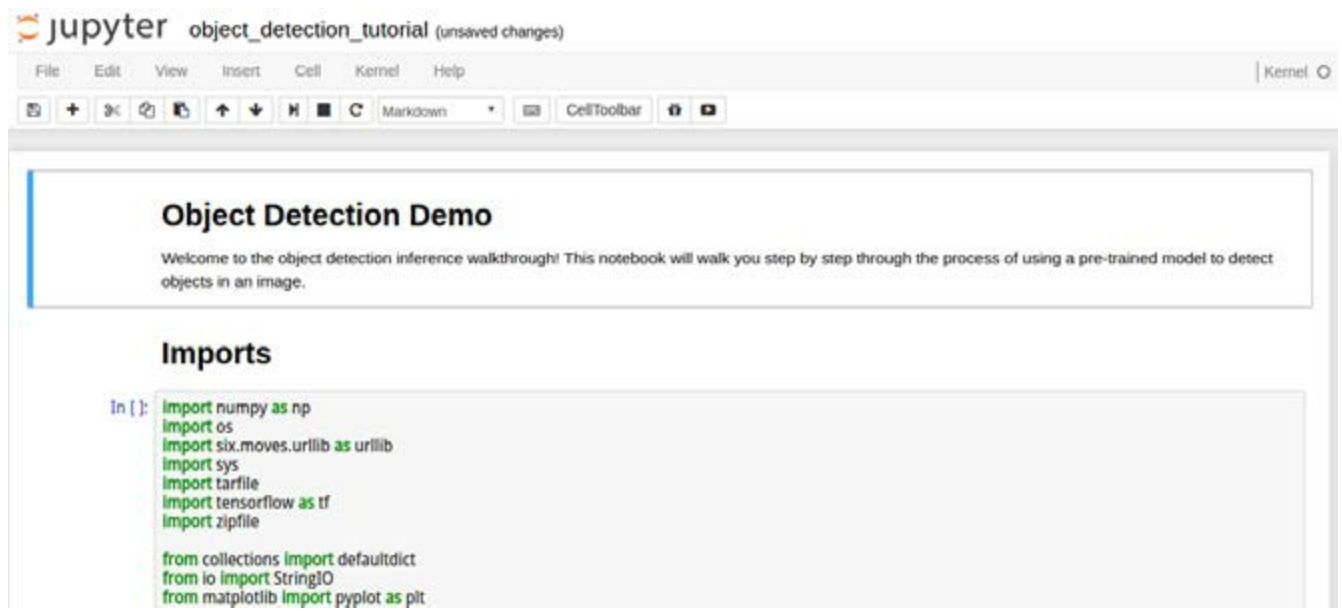 jupyter object_detection_tutorial (unsaved changes)
File Edit View Insert Cell Kernel Help Kernel
Markdown CellToolbar
Object Detection Demo
Welcome to the object detection inference walkthrough! This notebook will walk you step by step through the process of using a pre-trained model to detect
objects in an image.
Imports
In [ ]: import numpy as np
import os
import six.moves.urllib as urllib
import sys
import tarfile
import tensorflow as tf
import zipfile
from collections import defaultdict
from io import StringIO
from matplotlib import pyplot as plt